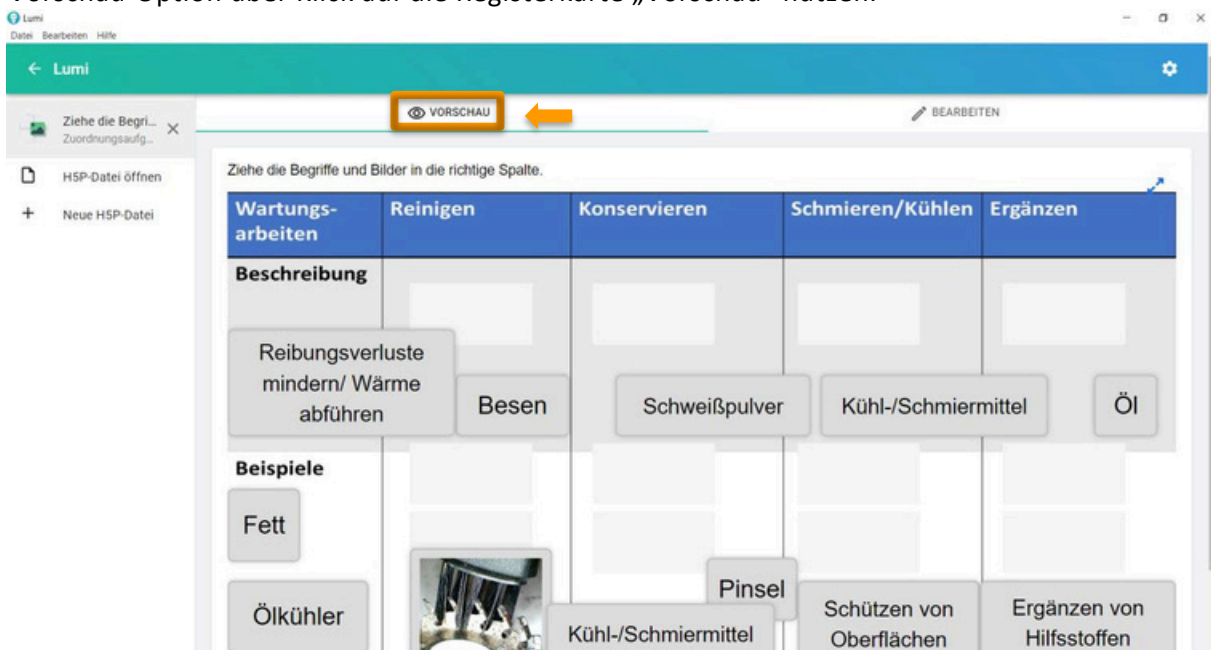 Vorschau-Option über Klick auf die Registerkarte „Vorschau“ nutzen.
Lumi
Datei Bearbeiten Hilfe
← Lumi
Ziehe die Begri...
Zuordnungsaufg...
H5P-Datei öffnen
Neue H5P-Datei
VORSCHAU
BEARBEITEN
Ziehe die Begriffe und Bilder in die richtige Spalte.
Wartungs-
arbeiten
Reinigen
Konservieren
Schmieren/Kühlen
Ergänzen
Beschreibung
Reibungsverluste
mindern/ Wärme
abführen
Besen
Schweißpulver
Kühl-/Schmiermittel
Öl
Beispiele
Fett
Ölkühler
Pinsel
Kühl-/Schmiermittel
Schützen von
Oberflächen
Ergänzen von
Hilfsstoffen